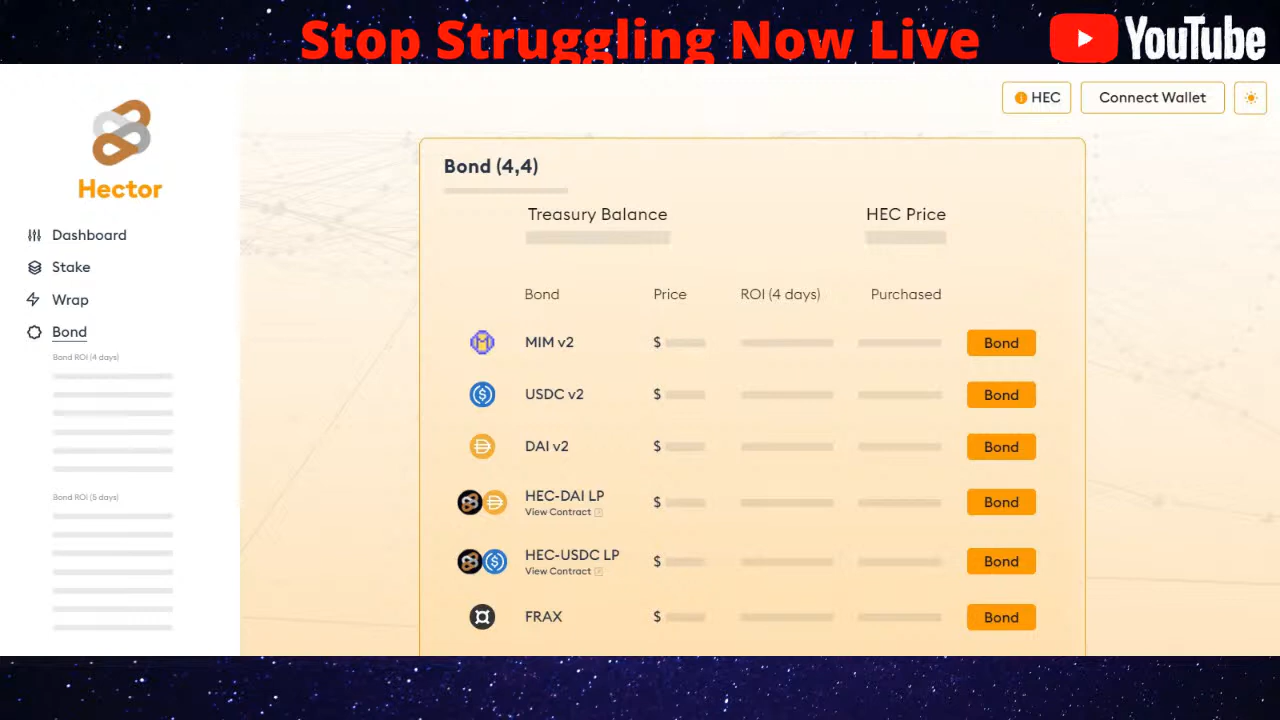 Stop Struggling Now Live
YouTube
HEC
Connect Wallet
Hector
Dashboard
Stake
Wrap
Bond
Bond ROI (4 days)
Bond ROI (5 days)
Bond (4,4)
Treasury Balance
HEC Price
Bond Price ROI (4 days) Purchased
MIM v2 $ Bond
USDC v2 $ Bond
DAI v2 $ Bond
HEC-DAI LP $ Bond
View Contract
HEC-USDC LP $ Bond
View Contract
FRAX $ Bond